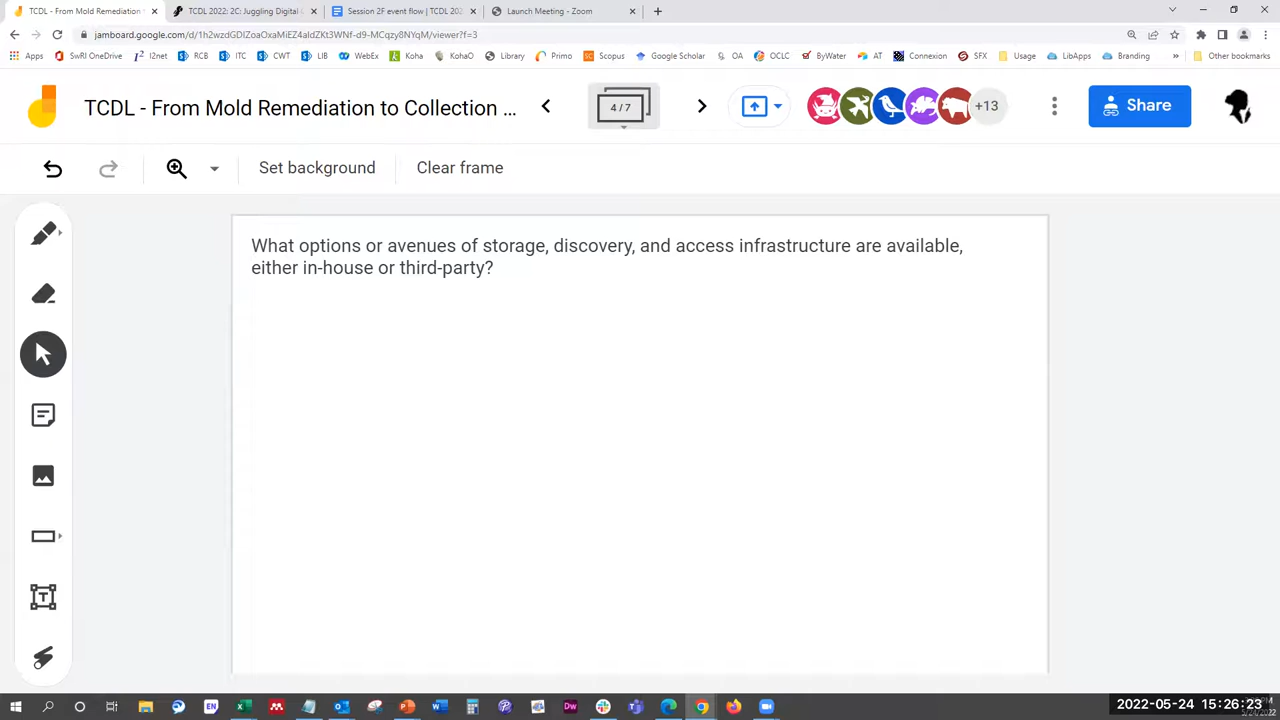 TCDL - From Mold Remediation t
TCDL 2022: 2C: Juggling Digital
Session 2F event flow | TCDL 202
Launch Meeting - Zoom
jamboard.google.com/d/1h2wzdGDIZoaOxaMiEZ4aldZKt3WNf-d9-MCqzy8NYqM/viewer?f=3
Apps SwRI OneDrive i2net RCB ITC CWT LIB WebEx Koha KohaO Library Primo Scopus Google Scholar OA OCLC ByWater AT Connexion SFX Usage LibApps Branding » Other bookmarks
TCDL - From Mold Remediation to Collection ...
4 / 7
+13
Share
Set background
Clear frame
What options or avenues of storage, discovery, and access infrastructure are available,
either in-house or third-party?
2022-05-24 15:26:23